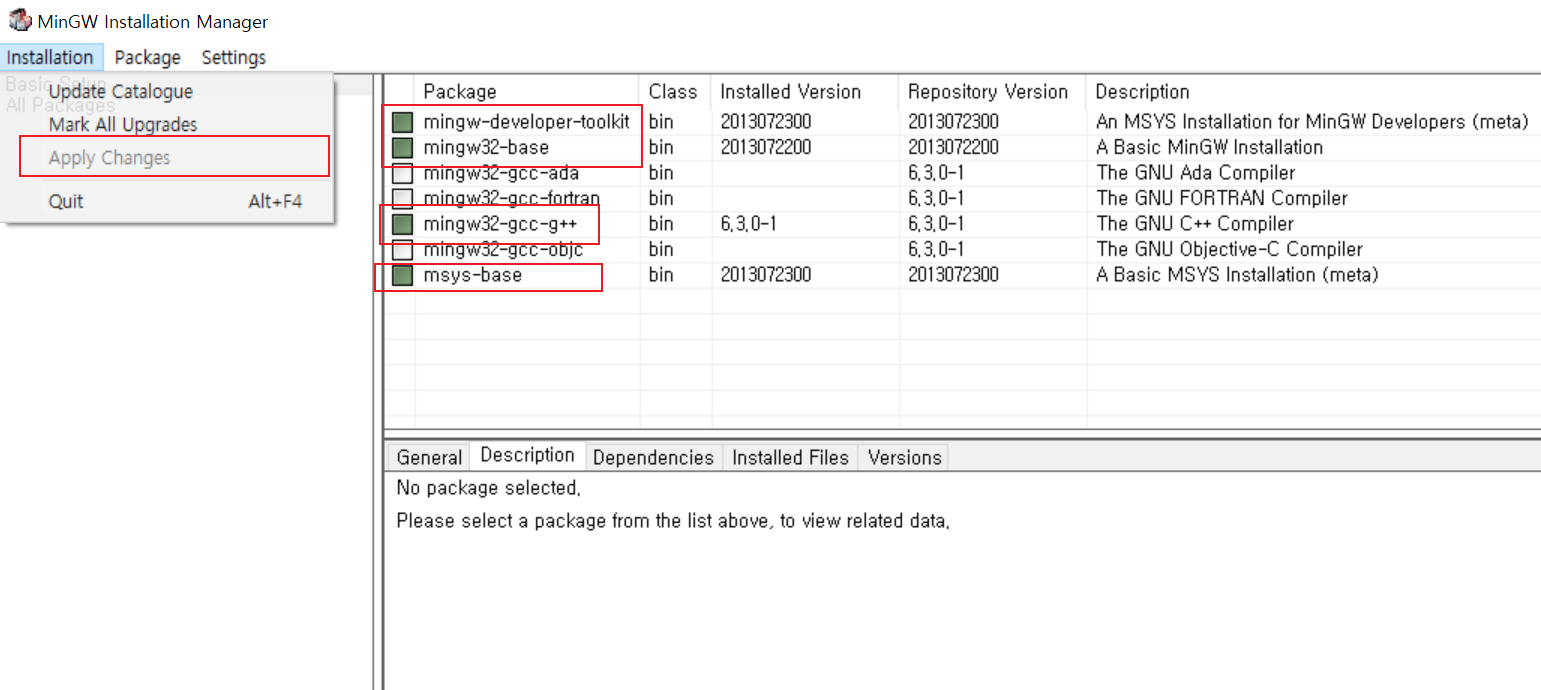 MinGW Installation Manager
Installation Package Settings
Basic Setup
All Packages
Update Catalogue
Mark All Upgrades
Apply Changes
Quit Alt+F4
Package Class Installed Version Repository Version Description
mingw-developer-toolkit bin 2013072300 2013072300 An MSYS Installation for MinGW Developers (meta)
mingw32-base bin 2013072200 2013072200 A Basic MinGW Installation
mingw32-gcc-ada bin 6.3.0-1 The GNU Ada Compiler
mingw32-gcc-fortran bin 6.3.0-1 The GNU FORTRAN Compiler
mingw32-gcc-g++ bin 6.3.0-1 6.3.0-1 The GNU C++ Compiler
mingw32-gcc-objc bin 6.3.0-1 The GNU Objective-C Compiler
msys-base bin 2013072300 2013072300 A Basic MSYS Installation (meta)
General Description Dependencies Installed Files Versions
No package selected.
Please select a package from the list above, to view related data.